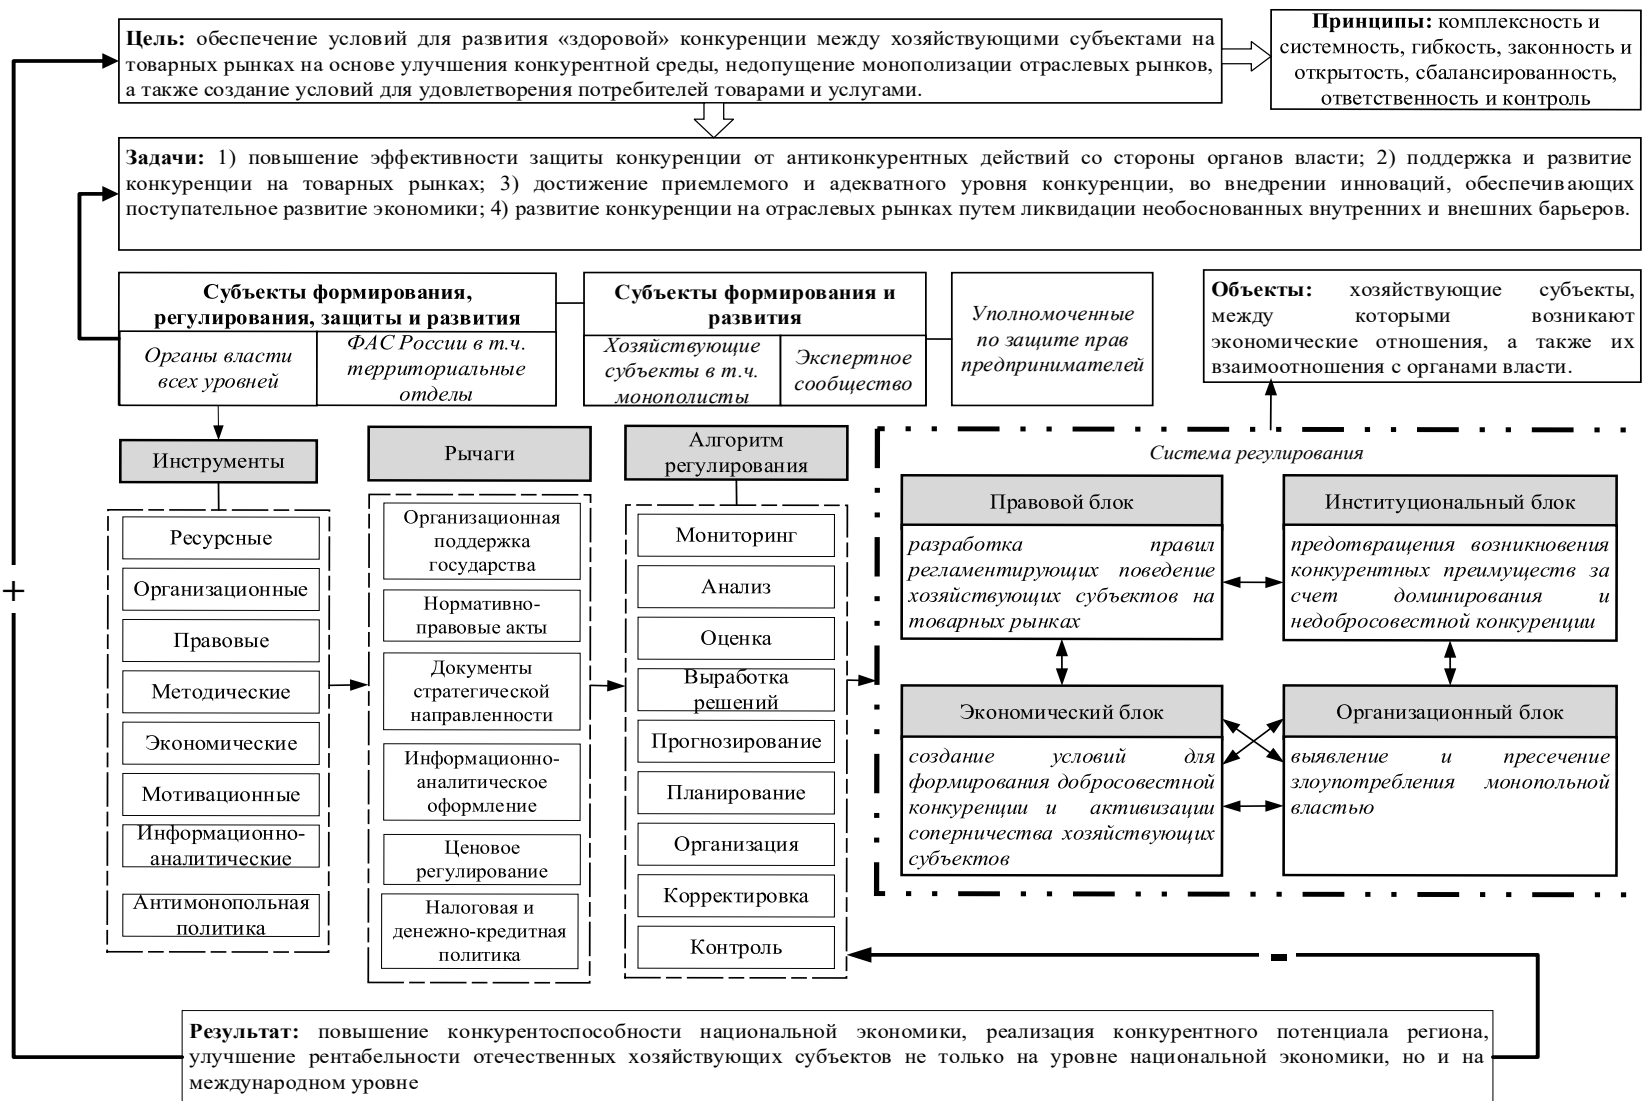 Цель: обеспечение условий для развития «здоровой» конкуренции между хозяйствующими субъектами на
товарных рынках на основе улучшения конкурентной среды, недопущение монополизации отраслевых рынков,
а также создание условий для удовлетворения потребителей товарами и услугами.
Принципы: комплексность и
системность, гибкость, законность и
открытость, сбалансированность,
ответственность и контроль
Задачи: 1) повышение эффективности защиты конкуренции от антиконкурентных действий со стороны органов власти; 2) поддержка и развитие
конкуренции на товарных рынках; 3) достижение приемлемого и адекватного уровня конкуренции, во внедрении инноваций, обеспечивающих
поступательное развитие экономики; 4) развитие конкуренции на отраслевых рынках путем ликвидации необоснованных внутренних и внешних барьеров.
Субъекты формирования,
регулирования, защиты и развития
Органы власти
всех уровней
ФАС России в т.ч.
территориальные
отделы
Субъекты формирования и
развития
Хозяйствующие
субъекты в т.ч.
монополисты
Экспертное
сообщество
Уполномоченные
по защите прав
предпринимателей
Объекты: хозяйствующие субъекты,
между которыми возникают
экономические отношения, а также их
взаимоотношения с органами власти.
Инструменты
Ресурсные
Организационные
Правовые
Методические
Экономические
Мотивационные
Информационно-
аналитические
Антимонопольная
политика
Рычаги
Организационная
поддержка
государства
Нормативно-
правовые акты
Документы
стратегической
направленности
Информационно-
аналитическое
оформление
Ценовое
регулирование
Налоговая и
денежно-кредитная
политика
Алгоритм
регулирования
Мониторинг
Анализ
Оценка
Выработка
решений
Прогнозирование
Планирование
Организация
Корректировка
Контроль
Система регулирования
Правовой блок
разработка правил
регламентирующих поведение
хозяйствующих субъектов на
товарных рынках
Институциональный блок
предотвращения возникновения
конкурентных преимуществ за
счет доминирования и
недобросовестной конкуренции
Экономический блок
создание условий для
формирования добросовестной
конкуренции и активизации
соперничества хозяйствующих
субъектов
Организационный блок
выявление и пресечение
злоупотребления монопольной
властью
+
-
Результат: повышение конкурентоспособности национальной экономики, реализация конкурентного потенциала региона,
улучшение рентабельности отечественных хозяйствующих субъектов не только на уровне национальной экономики, но и на
международном уровне